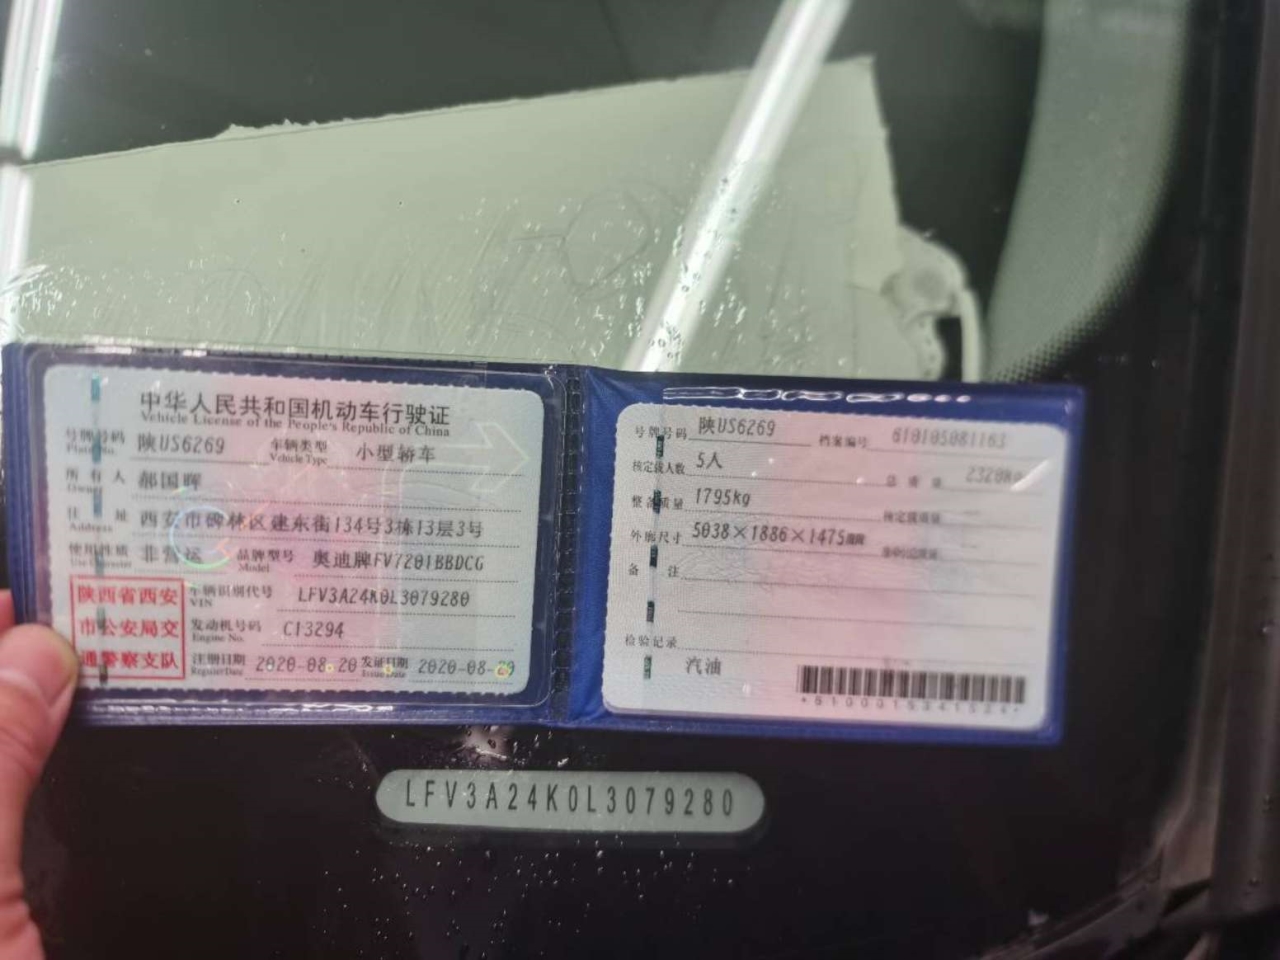 中华人民共和国机动车行驶证
Vehicle License of the People's Republic of China
号牌号码 陕US6269 车辆类型 小型轿车
Plate No. Vehicle Type
所有人 郝国晖
Owner
住址 西安市碑林区建东街134号3栋13层3号
Address
使用性质 非营运 品牌型号 奥迪牌FV7201BBDCG
Use Character Model
陕西省西安
市公安局交
通警察支队
车辆识别代号 LFV3A24K0L3079280
VIN
发动机号码 C13294
Engine No.
注册日期 2020-08-20 发证日期 2020-08-20
Register Date Issue Date
号牌号码 陕US6269 档案编号 610105081163
核定载人数 5人 总质量 2320kg
整备质量 1795kg 核定载质量
外廓尺寸 5038×1886×1475mm
备注
检验记录
汽油
LFV3A24K0L3079280